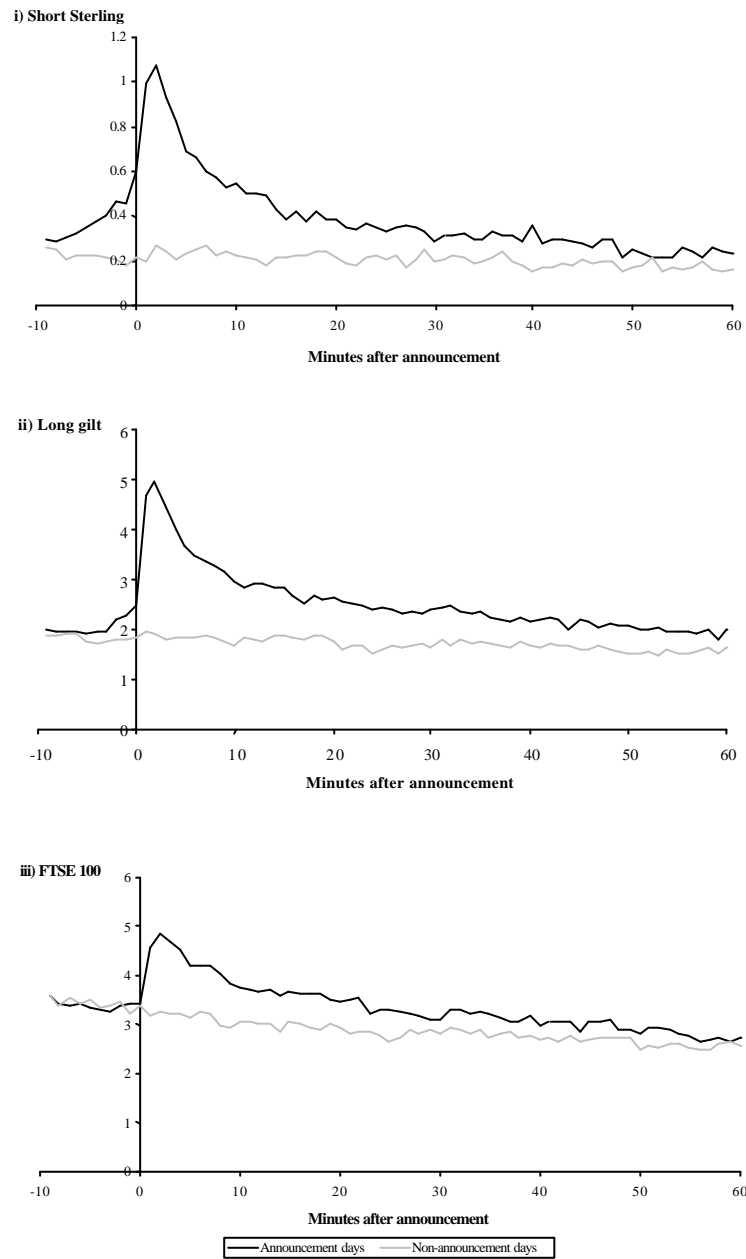 i) Short Sterling
1.2
1
0.8
0.6
0.4
0.2
0
-10 0 10 20 30 40 50 60
Minutes after announcement
ii) Long gilt
6
5
4
3
2
1
0
-10 0 10 20 30 40 50 60
Minutes after announcement
iii) FTSE 100
6
5
4
3
2
1
0
-10 0 10 20 30 40 50 60
Minutes after announcement
Announcement days Non-announcement days